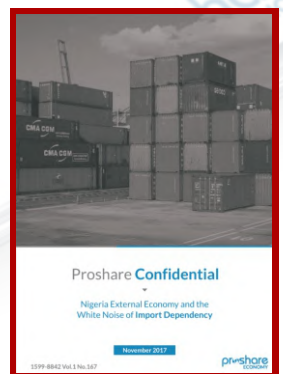 CMA CGM
CMA CGM
Proshare Confidential
Nigeria External Economy and the
White Noise of Import Dependency
November 2017
1599-8842 Vol.1 No.167
proshare
ECONOMY